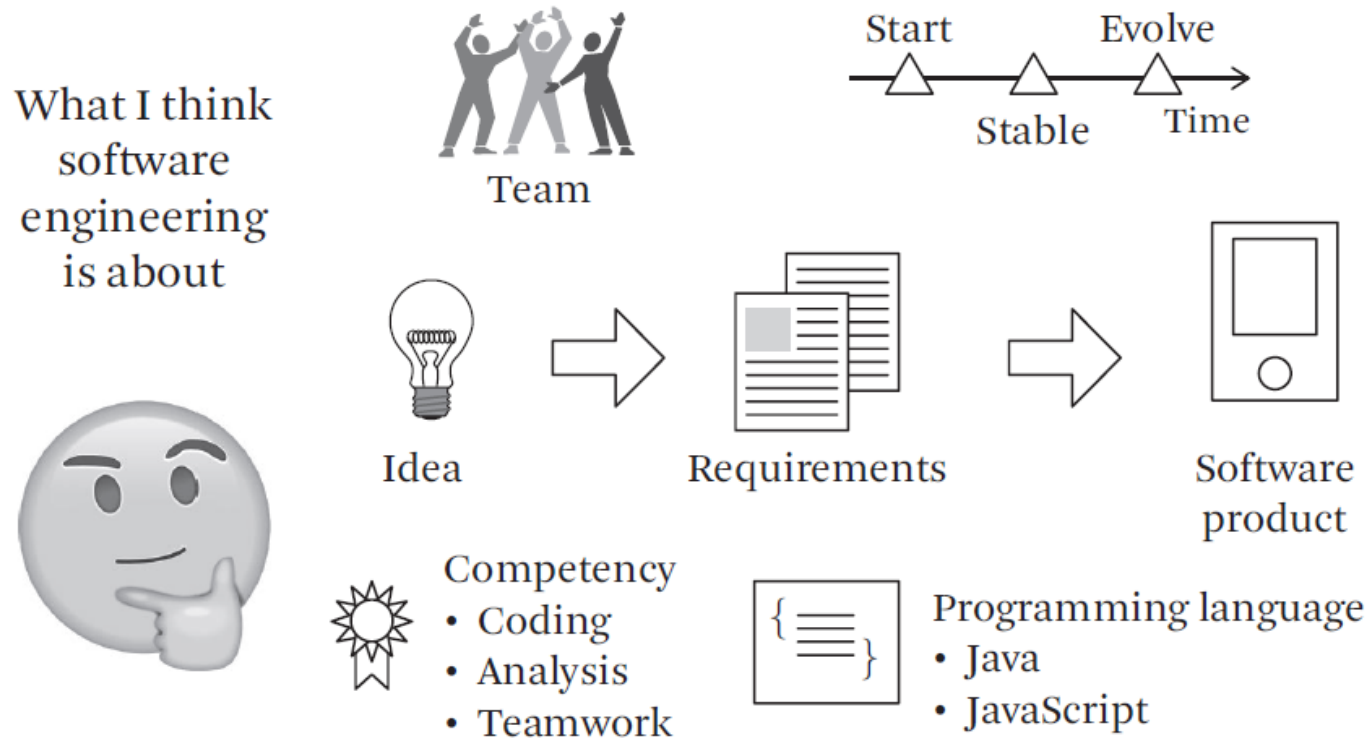 What I think
software
engineering
is about
Team
Start
Evolve
Stable
Time
Idea
Requirements
Software
product
Competency
• Coding
• Analysis
• Teamwork
{
}
Programming language
• Java
• JavaScript